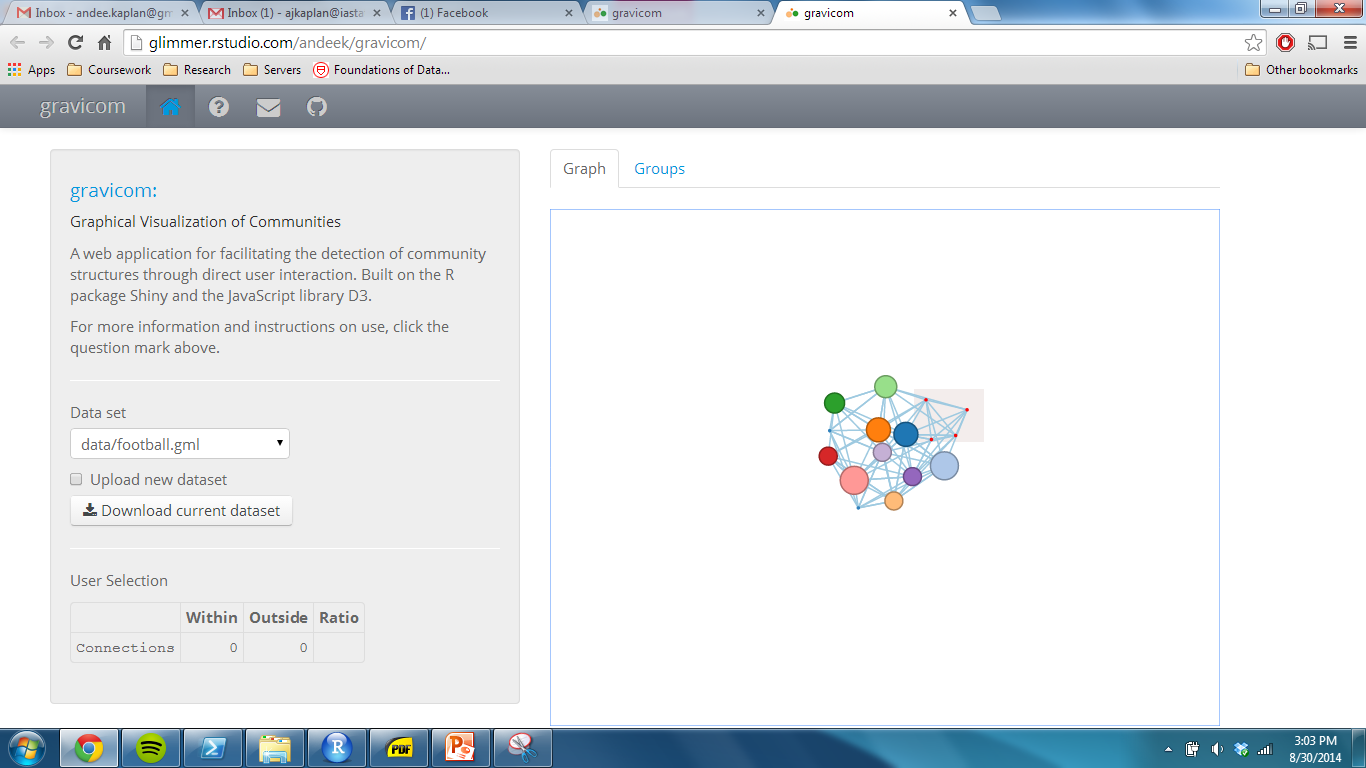 Inbox - andee.kaplan@gm
Inbox (1) - ajkaplan@iasta
(1) Facebook
gravicom
gravicom
glimmer.rstudio.com/andeek/gravicom/
Apps
Coursework
Research
Servers
Foundations of Data...
Other bookmarks
gravicom
gravicom:
Graphical Visualization of Communities
A web application for facilitating the detection of community
structures through direct user interaction. Built on the R
package Shiny and the JavaScript library D3.
For more information and instructions on use, click the
question mark above.
Data set
data/football.gml
Upload new dataset
Download current dataset
User Selection
Within Outside Ratio
Connections 0 0
Graph Groups
R
PDF
P
3:03 PM
8/30/2014